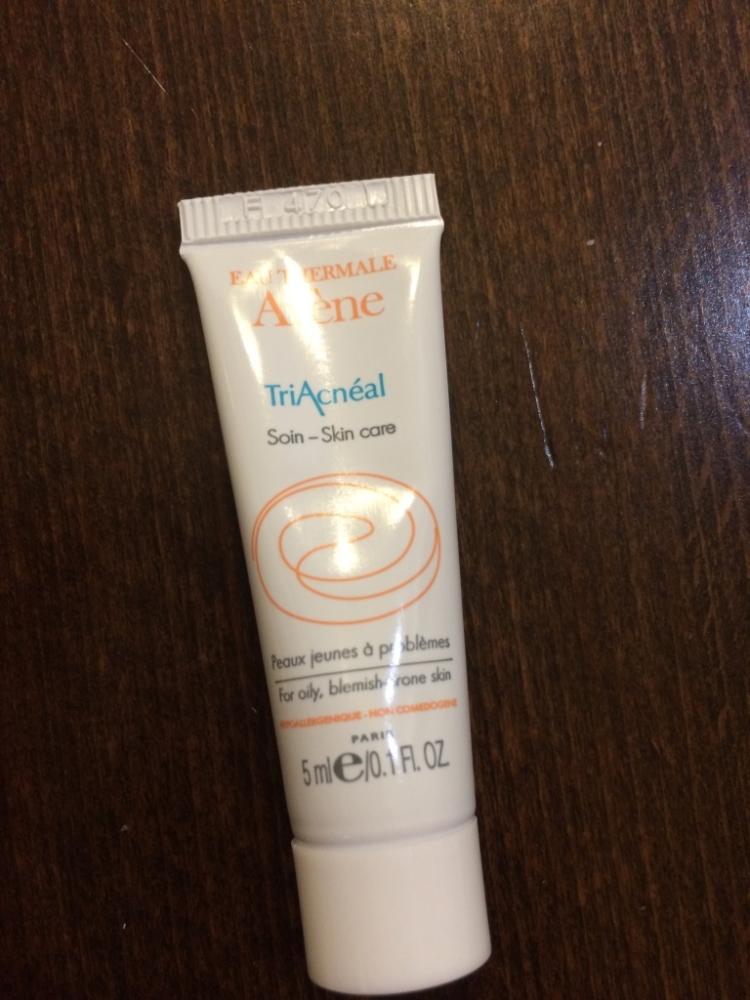 F 470
EAU THERMALE
Avène
TriAcnéal
Soin – Skin care
Peaux jeunes à problèmes
For oily, blemish-prone skin
HYPOALLERGENIQUE - NON COMEDOGENE
PARIS
5 ml e/0.1 Fl. OZ